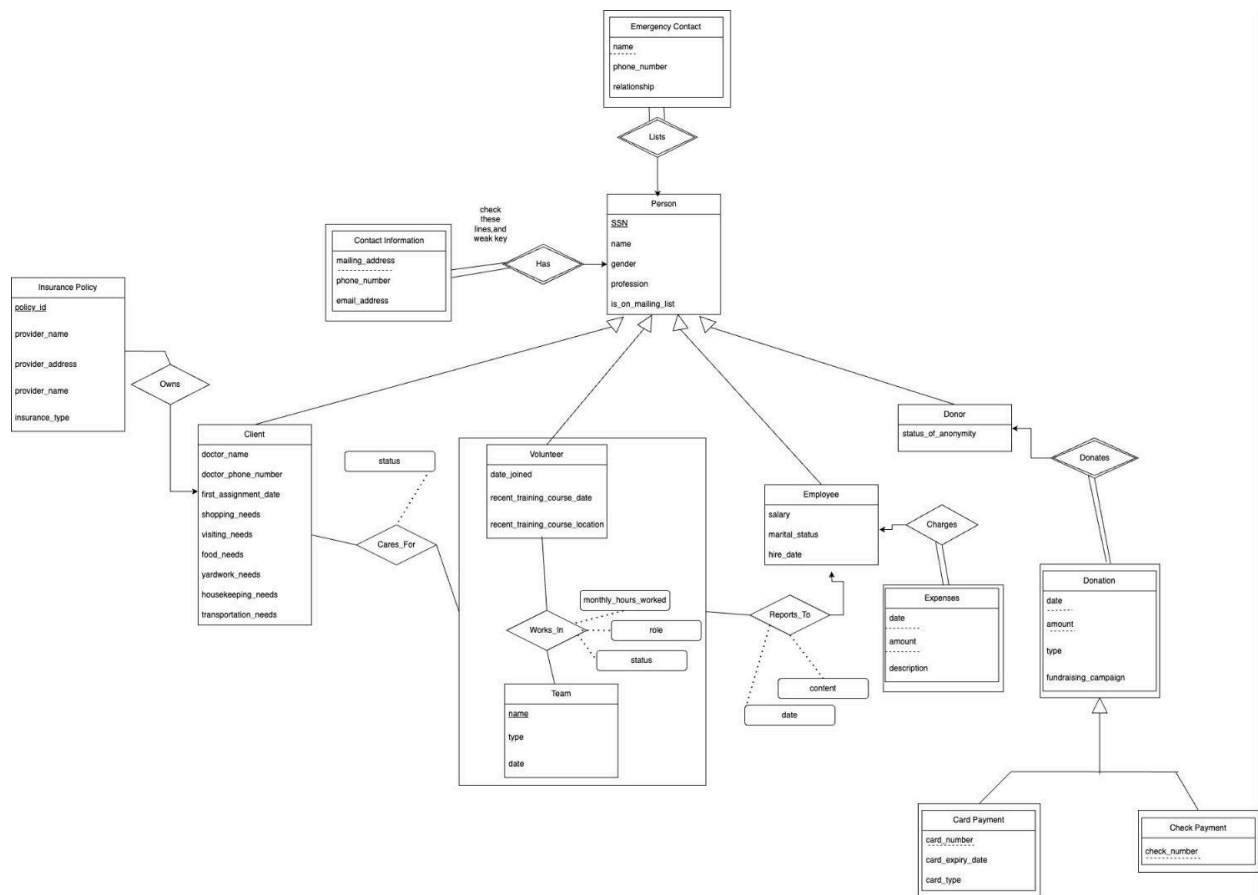 Emergency Contact
name
phone_number
relationship
Lists
Person
SSN
name
gender
profession
is_on_mailing_list
check
these
lines,and
weak key
Contact Information
mailing_address
phone_number
email_address
Has
Insurance Policy
policy_id
provider_name
provider_address
provider_name
insurance_type
Owns
Client
doctor_name
doctor_phone_number
first_assignment_date
shopping_needs
visiting_needs
food_needs
yardwork_needs
housekeeping_needs
transportation_needs
status
Cares_For
Volunteer
date_joined
recent_training_course_date
recent_training_course_location
monthly_hours_worked
Works_In
role
status
Team
name
type
date
Employee
salary
marital_status
hire_date
Reports_To
content
date
Charges
Expenses
date
amount
description
Donor
status_of_anonymity
Donates
Donation
date
amount
type
fundraising_campaign
Card Payment
card_number
card_expiry_date
card_type
Check Payment
check_number